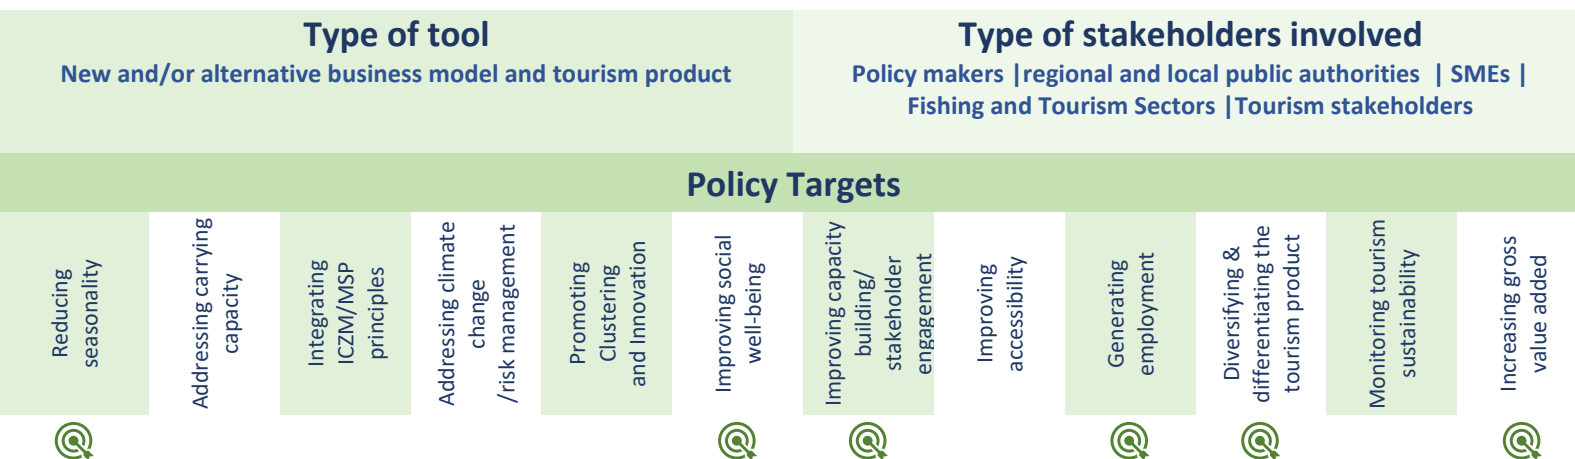 Type of tool
New and/or alternative business model and tourism product
Type of stakeholders involved
Policy makers |regional and local public authorities | SMEs |
Fishing and Tourism Sectors |Tourism stakeholders
Policy Targets
Reducing
seasonality
Addressing carrying
capacity
Integrating
ICZM/MSP
principles
Addressing climate
change
/risk management
Promoting
Clustering
and Innovation
Improving social
well-being
Improving capacity
building/
stakeholder
engagement
Improving
accessibility
Generating
employment
Diversifying &
differentiating the
tourism product
Monitoring tourism
sustainability
Increasing gross
value added